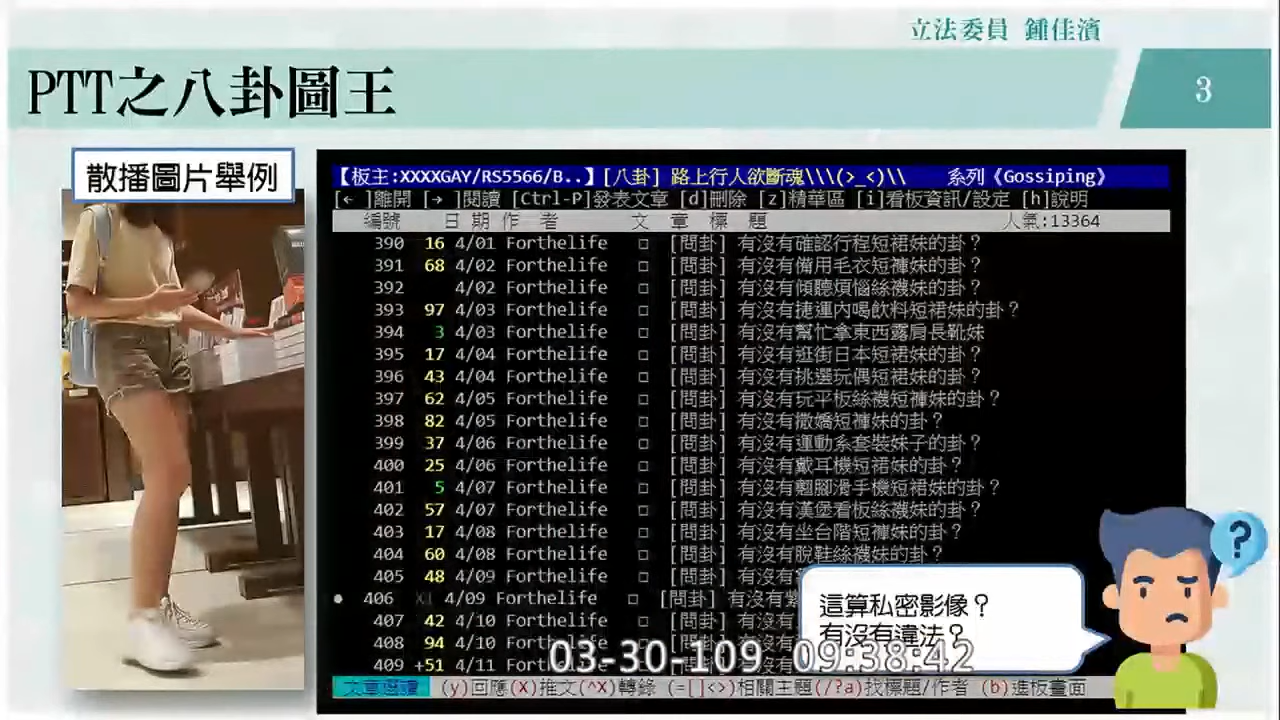 立法委員 鍾佳濱
PTT之八卦圖王
3
散播圖片舉例
【板主:XXXXGAY/RS5566/B..】[八卦] 路上行人欲斷魂\\\(>_<)\\ 系列《Gossiping》
[← ]離開 [→ ]閱讀 [Ctrl-P]發表文章 [d]刪除 [z]精華區 [i]看板資訊/設定 [h]說明
編號 日 期 作 者 文 章 標 題 人氣:13364
390 16 4/01 Forthelife □ [問卦] 有沒有確認行程短裙妹的卦?
391 68 4/02 Forthelife □ [問卦] 有沒有備用毛衣短褲妹的卦?
392 4/02 Forthelife □ [問卦] 有沒有傾聽煩惱絲襪妹的卦?
393 97 4/03 Forthelife □ [問卦] 有沒有捷運內喝飲料短裙妹的卦?
394 3 4/03 Forthelife □ [問卦] 有沒有幫忙拿東西露肩長靴妹
395 17 4/04 Forthelife □ [問卦] 有沒有逛街日本短裙妹的卦?
396 43 4/04 Forthelife □ [問卦] 有沒有挑選玩偶短裙妹的卦?
397 62 4/05 Forthelife □ [問卦] 有沒有玩平板絲襪短褲妹的卦?
398 82 4/05 Forthelife □ [問卦] 有沒有撒嬌短褲妹的卦?
399 37 4/06 Forthelife □ [問卦] 有沒有運動系套裝妹子的卦?
400 25 4/06 Forthelife □ [問卦] 有沒有戴耳機短裙妹的卦?
401 5 4/07 Forthelife □ [問卦] 有沒有翹腳滑手機短裙妹的卦?
402 57 4/07 Forthelife □ [問卦] 有沒有漢堡看板絲襪妹的卦?
403 17 4/08 Forthelife □ [問卦] 有沒有坐台階短褲妹的卦?
404 60 4/08 Forthelife □ [問卦] 有沒有脫鞋絲襪妹的卦?
405 48 4/09 Forthelife □ [問卦] 有沒有
● 406 X1 4/09 Forthelife □ [問卦] 有沒有紫
407 42 4/10 Forthelife □ [問卦] 有沒有
408 94 4/10 Forthelife □ [問卦] 有沒有
409 +51 4/11 Forthelife □ [問卦] 有沒有
這算私密影像?
有沒有違法?
?
03-30-109 09:38:42
文章選讀 (y)回應(X)推文(^X)轉錄 (=[]<>)相關主題(/?a)找標題/作者 (b)進板畫面